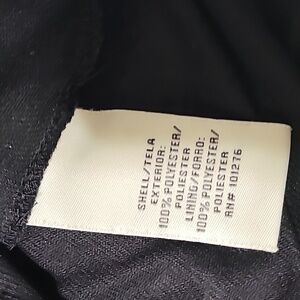 SHELL/TELA
EXTERIOR:
100% POLYESTER/
POLIESTER
LINING/FORRO:
100% POLYESTER/
POLIESTER
RN# 101276